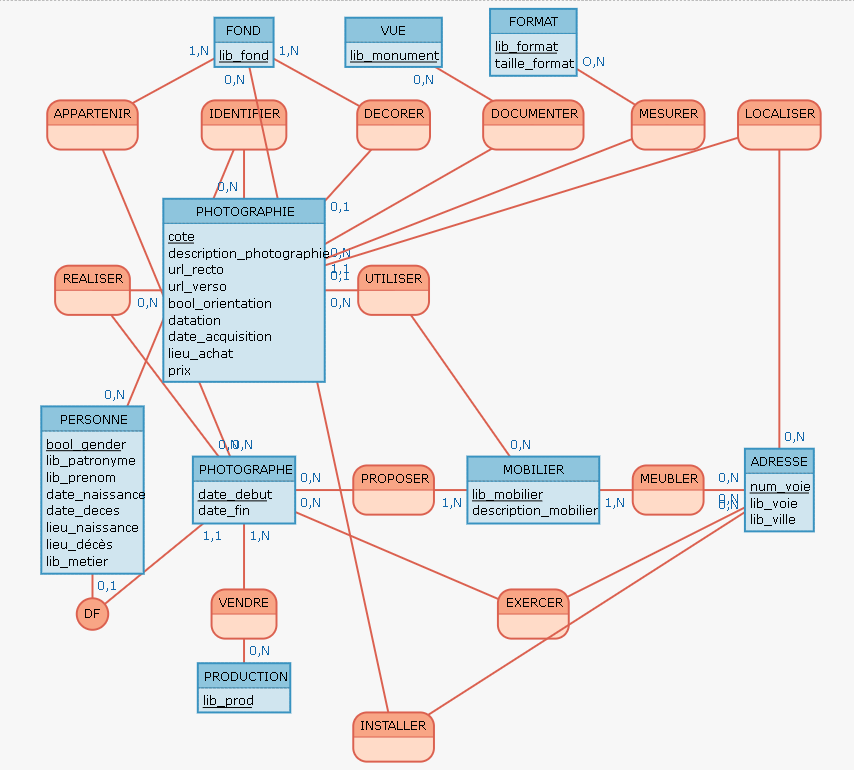 FOND
lib_fond
VUE
lib_monument
FORMAT
lib_format
taille_format
1,N
1,N
0,N
0,N
O,N
APPARTENIR
IDENTIFIER
DECORER
DOCUMENTER
MESURER
LOCALISER
0,N
0,1
PHOTOGRAPHIE
cote
description_photographie
url_recto
url_verso
bool_orientation
datation
date_acquisition
lieu_achat
prix
0,N
1,1
0,1
REALISER
0,N
0,N
UTILISER
0,N
0,N
0,N
0,N
0,N
PERSONNE
bool_gender
lib_patronyme
lib_prenom
date_naissance
date_deces
lieu_naissance
lieu_décès
lib_metier
PHOTOGRAPHE
date_debut
date_fin
0,N
0,N
PROPOSER
1,N
MOBILIER
lib_mobilier
description_mobilier
1,N
MEUBLER
0,N
0,N
0,N
ADRESSE
num_voie
lib_voie
lib_ville
1,1
1,N
0,1
DF
VENDRE
EXERCER
0,N
PRODUCTION
lib_prod
INSTALLER